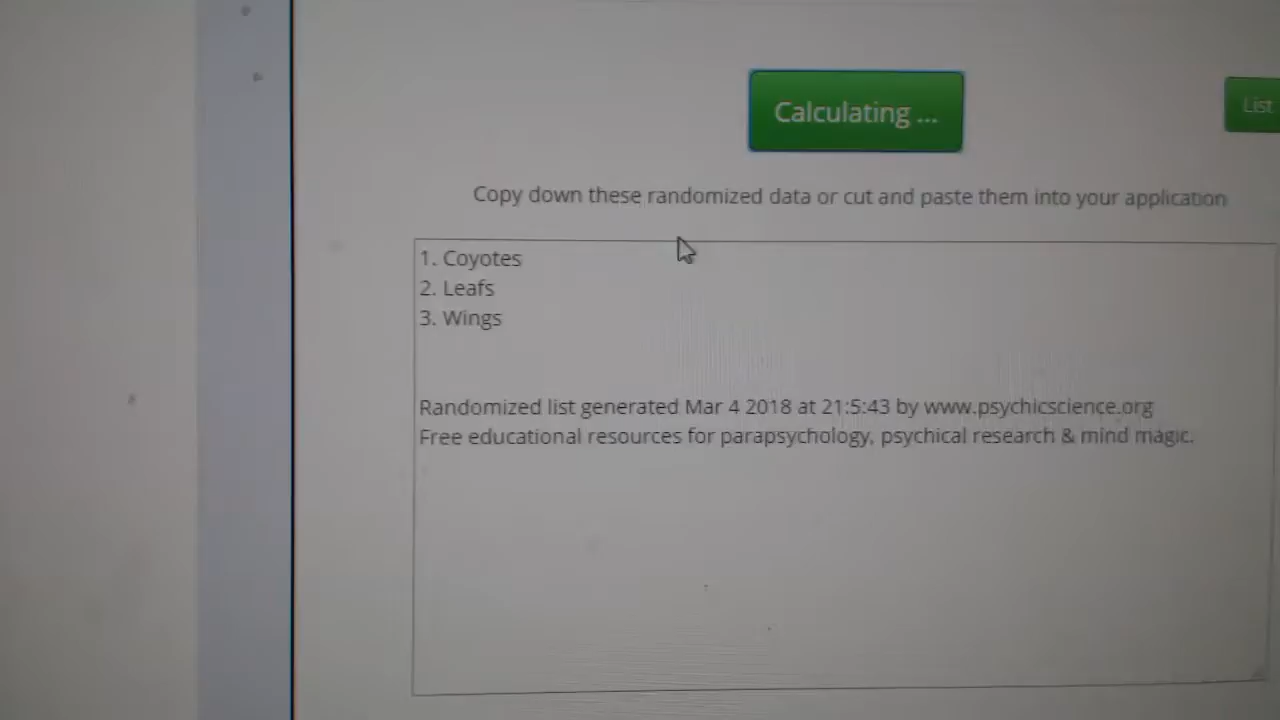 Calculating ...
List
Copy down these randomized data or cut and paste them into your application
1. Coyotes
2. Leafs
3. Wings
Randomized list generated Mar 4 2018 at 21:5:43 by www.psychicscience.org
Free educational resources for parapsychology, psychical research & mind magic.